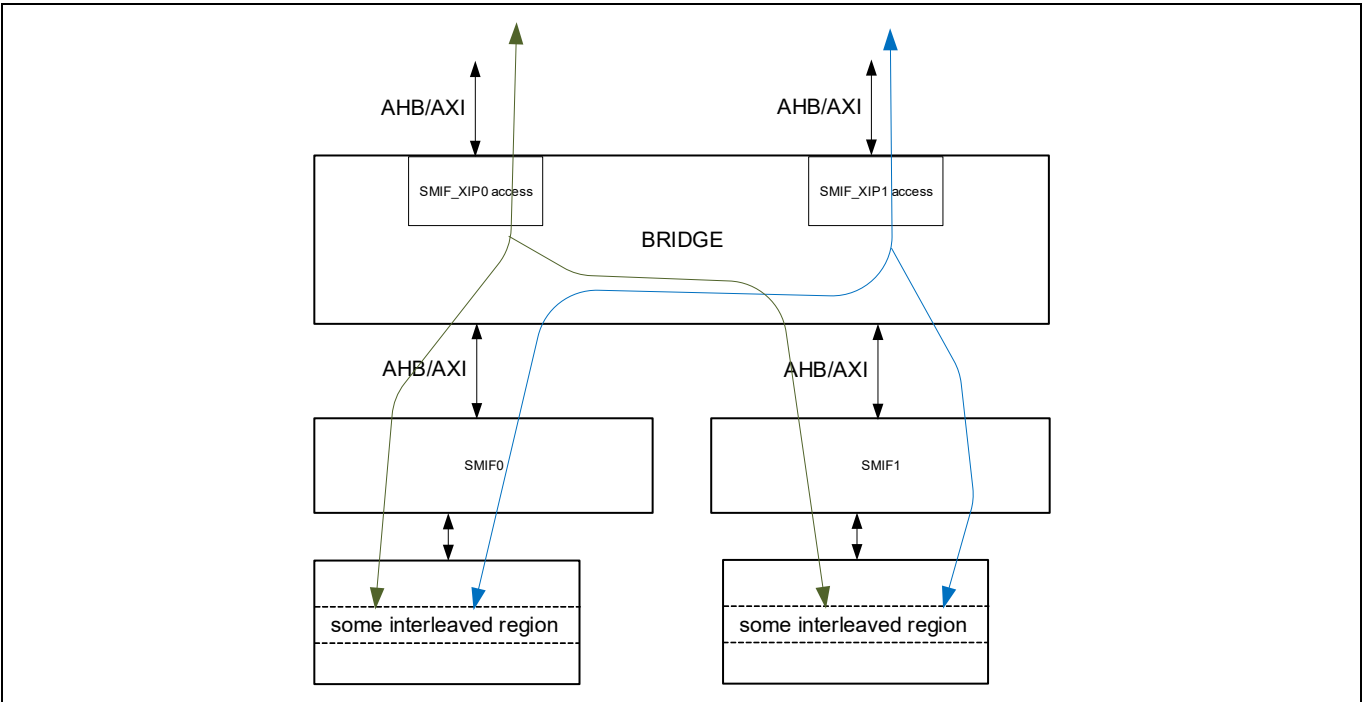 AHB/AXI
AHB/AXI
SMIF_XIP0 access
SMIF_XIP1 access
BRIDGE
AHB/AXI
AHB/AXI
SMIF0
SMIF1
some interleaved region
some interleaved region